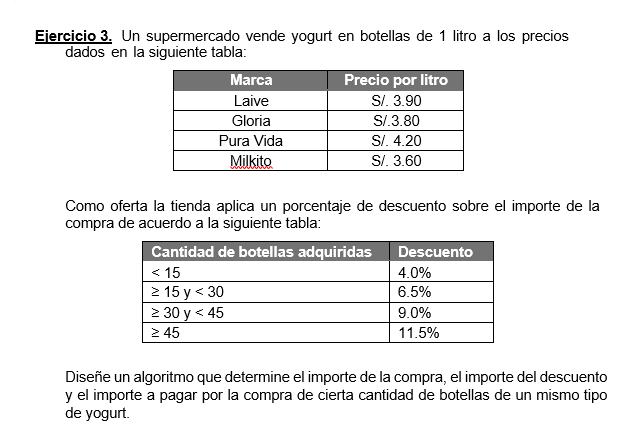 Ejercicio 3. Un supermercado vende yogurt en botellas de 1 litro a los precios
dados en la siguiente tabla:
Marca Precio por litro
Laive S/. 3.90
Gloria S/.3.80
Pura Vida S/. 4.20
Milkito S/. 3.60
Como oferta la tienda aplica un porcentaje de descuento sobre el importe de la
compra de acuerdo a la siguiente tabla:
Cantidad de botellas adquiridas Descuento
< 15 4.0%
≥ 15 y < 30 6.5%
≥ 30 y < 45 9.0%
≥ 45 11.5%
Diseñe un algoritmo que determine el importe de la compra, el importe del descuento
y el importe a pagar por la compra de cierta cantidad de botellas de un mismo tipo
de yogurt.